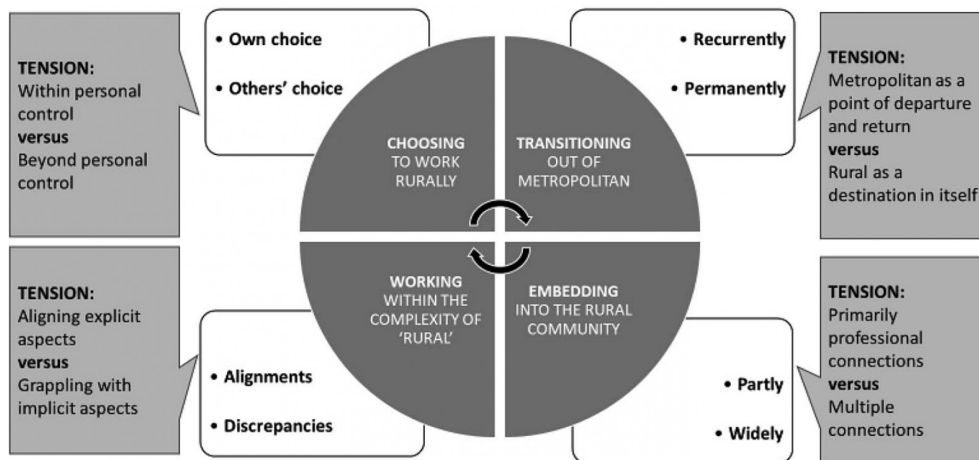 TENSION:
Within personal
control
versus
Beyond personal
control
• Own choice
• Others' choice
CHOOSING
TO WORK
RURALLY
TRANSITIONING
OUT OF
METROPOLITAN
• Recurrently
• Permanently
TENSION:
Metropolitan as a
point of departure
and return
versus
Rural as a
destination in itself
TENSION:
Aligning explicit
aspects
versus
Grappling with
implicit aspects
• Alignments
• Discrepancies
WORKING
WITHIN THE
COMPLEXITY OF
‘RURAL’
EMBEDDING
INTO THE RURAL
COMMUNITY
• Partly
• Widely
TENSION:
Primarily
professional
connections
versus
Multiple
connections